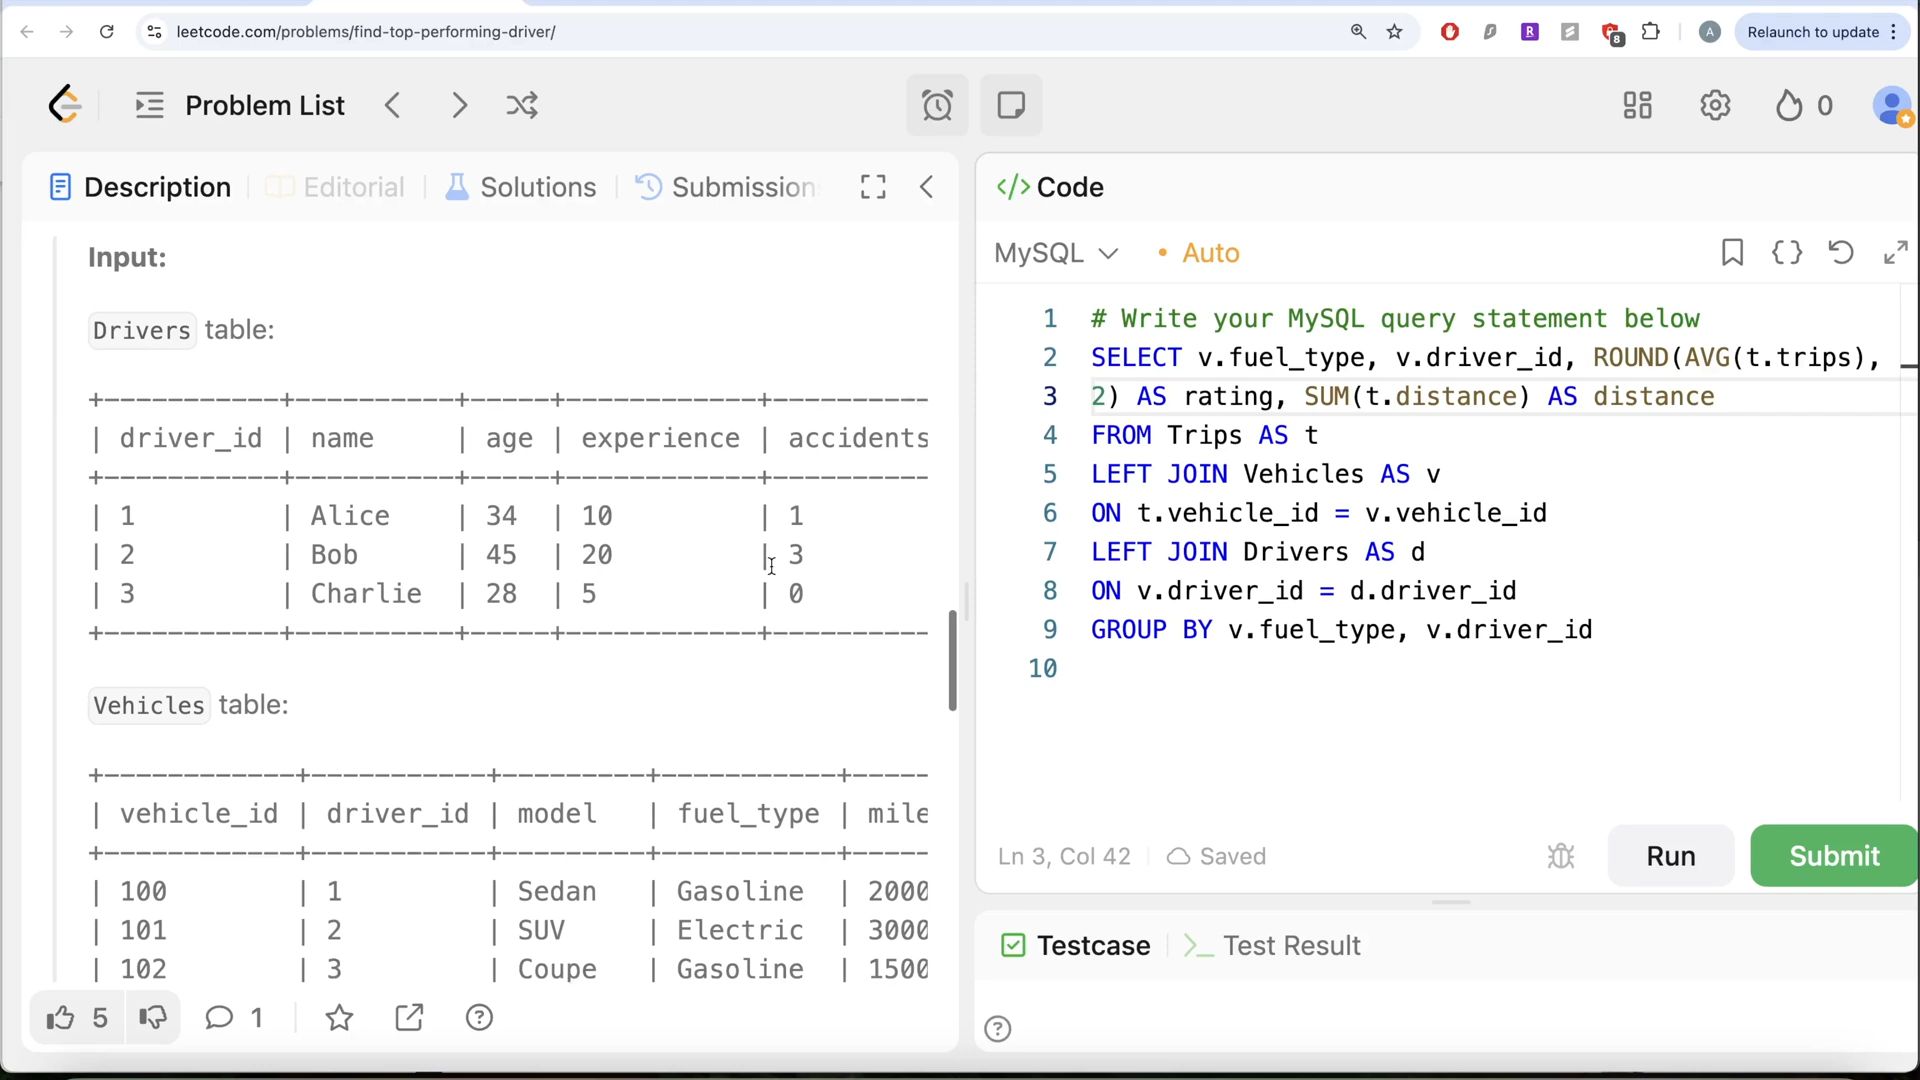 leetcode.com/problems/find-top-performing-driver/
R
8
A
Relaunch to update
Problem List
0
Description
Editorial
Solutions
Submission
Input:
Drivers table:
+------------+----------+-----+------------+----------
| driver_id | name | age | experience | accidents
+------------+----------+-----+------------+----------
| 1 | Alice | 34 | 10 | 1
| 2 | Bob | 45 | 20 | 3
| 3 | Charlie | 28 | 5 | 0
+------------+----------+-----+------------+----------
Vehicles table:
+------------+-----------+---------+-----------+-----
| vehicle_id | driver_id | model | fuel_type | mile
+------------+-----------+---------+-----------+-----
| 100 | 1 | Sedan | Gasoline | 2000
| 101 | 2 | SUV | Electric | 3000
| 102 | 3 | Coupe | Gasoline | 1500
5
1
</> Code
MySQL
Auto
1 # Write your MySQL query statement below
2 SELECT v.fuel_type, v.driver_id, ROUND(AVG(t.trips),
3 2) AS rating, SUM(t.distance) AS distance
4 FROM Trips AS t
5 LEFT JOIN Vehicles AS v
6 ON t.vehicle_id = v.vehicle_id
7 LEFT JOIN Drivers AS d
8 ON v.driver_id = d.driver_id
9 GROUP BY v.fuel_type, v.driver_id
10
Ln 3, Col 42
Saved
Run
Submit
Testcase
Test Result